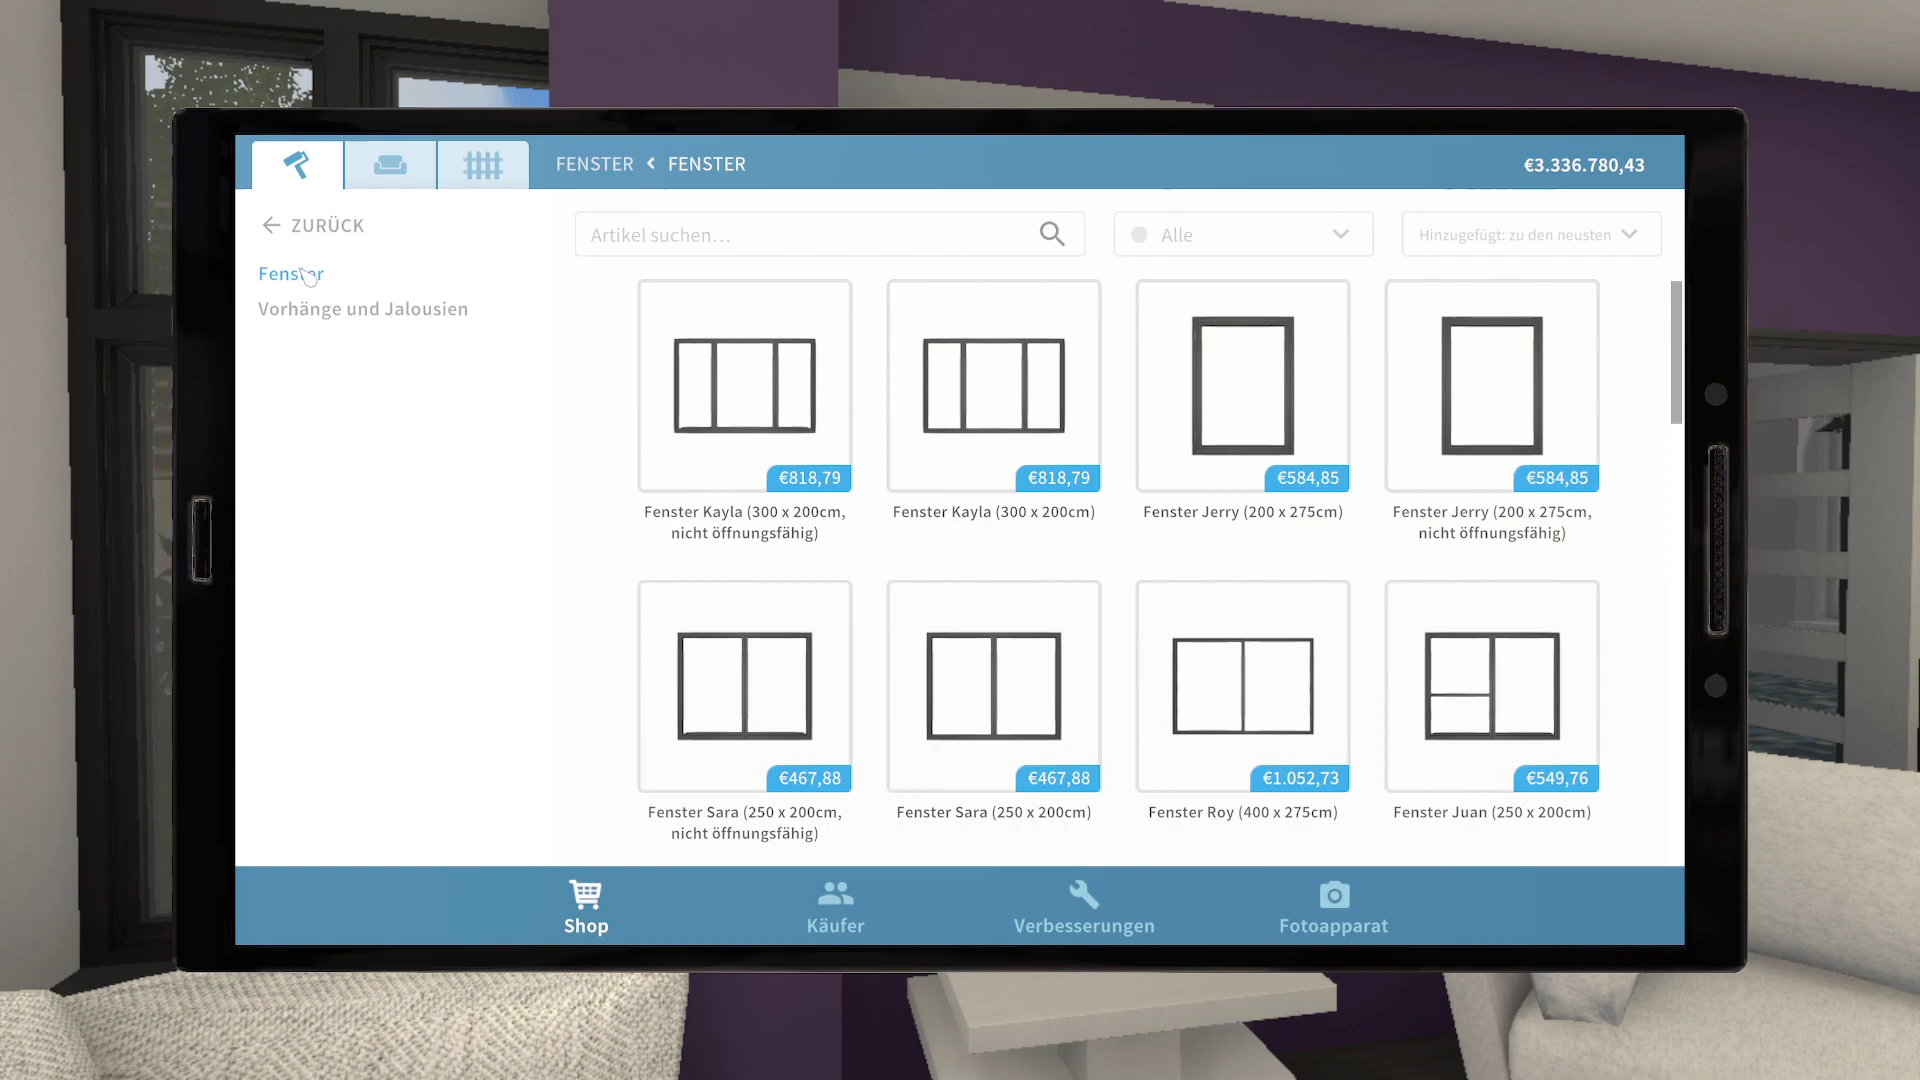 FENSTER < FENSTER
€3.336.780,43
ZURÜCK
Fenster
Vorhänge und Jalousien
Artikel suchen...
Alle
Hinzugefügt: zu den neusten
€818,79
€818,79
€584,85
€584,85
Fenster Kayla (300 x 200cm,
nicht öffnungsfähig)
Fenster Kayla (300 x 200cm)
Fenster Jerry (200 x 275cm)
Fenster Jerry (200 x 275cm,
nicht öffnungsfähig)
€467,88
€467,88
€1.052,73
€549,76
Fenster Sara (250 x 200cm,
nicht öffnungsfähig)
Fenster Sara (250 x 200cm)
Fenster Roy (400 x 275cm)
Fenster Juan (250 x 200cm)
Shop
Käufer
Verbesserungen
Fotoapparat